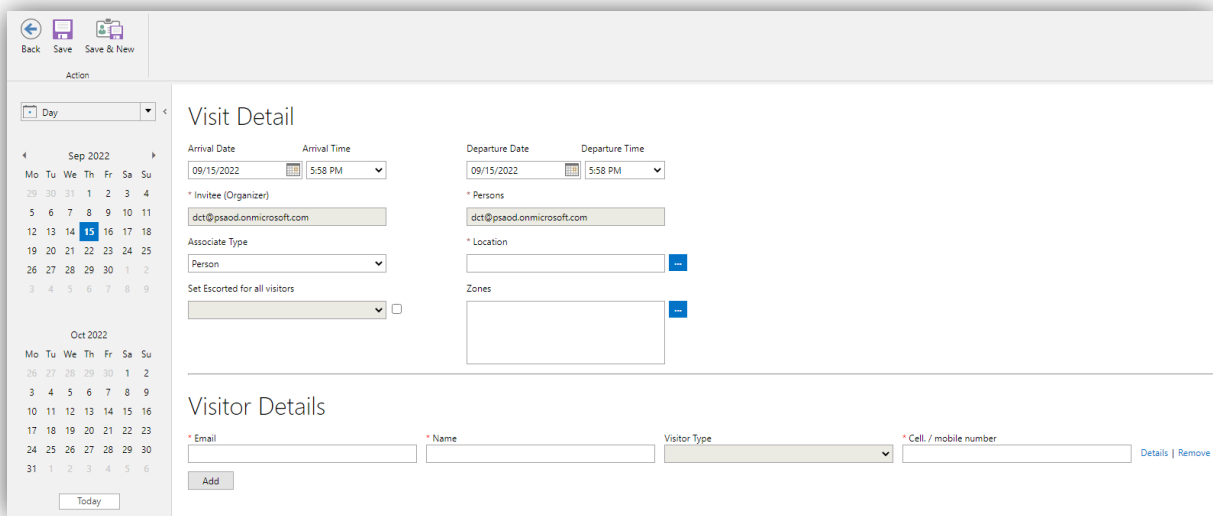 Back Save Save & New
Action
Day
Sep 2022
Mo Tu We Th Fr Sa Su
29 30 31 1 2 3 4
5 6 7 8 9 10 11
12 13 14 15 16 17 18
19 20 21 22 23 24 25
26 27 28 29 30 1 2
3 4 5 6 7 8 9
Oct 2022
Mo Tu We Th Fr Sa Su
26 27 28 29 30 1 2
3 4 5 6 7 8 9
10 11 12 13 14 15 16
17 18 19 20 21 22 23
24 25 26 27 28 29 30
31 1 2 3 4 5 6
Today
Visit Detail
Arrival Date Arrival Time Departure Date Departure Time
09/15/2022 5:58 PM 09/15/2022 5:58 PM
* Invitee (Organizer) * Persons
dct@psaod.onmicrosoft.com dct@psaod.onmicrosoft.com
Associate Type * Location
Person ...
Set Escorted for all visitors Zones
...
Visitor Details
* Email * Name Visitor Type * Cell. / mobile number
Details | Remove
Add